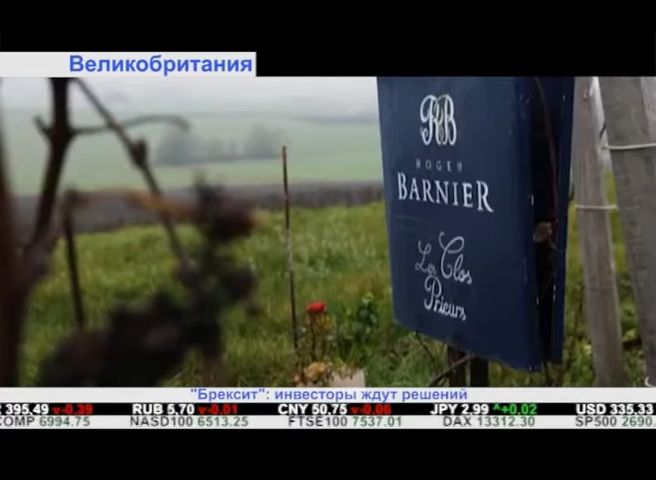 Великобритания
RB
ROGER
BARNIER
Les Clos
Prieurs
"Брексит": инвесторы ждут решений
395,49 v-0,39 RUB 5,70 v-0,01 CNY 50,75 v-0,06 JPY 2,99 ^+0,02 USD 335,33
COMP 6994.75 NASD100 6513.25 FTSE100 7537.01 DAX 13312.30 SP500 2690.